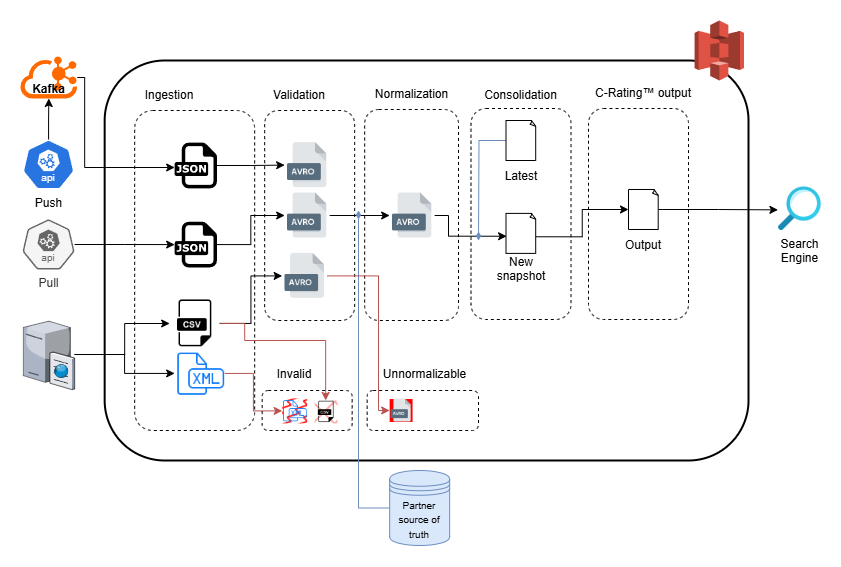 Kafka
api
Push
api
Pull
Ingestion
Validation
Normalization
Consolidation
C-Rating™ output
JSON
JSON
CSV
XML
AVRO
AVRO
AVRO
AVRO
Latest
New
snapshot
Output
Search
Engine
Invalid
Unnormalizable
XML
CSV
AVRO
Partner
source of
truth